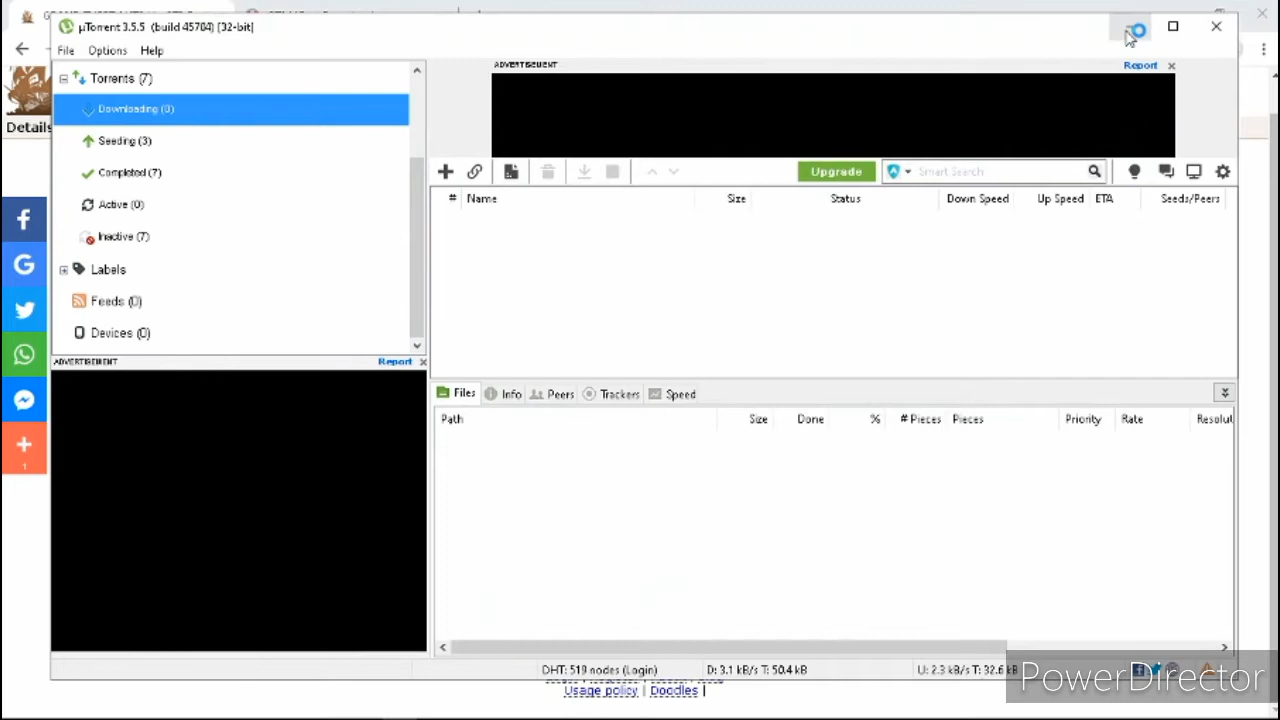 µTorrent 3.5.5 (build 45704) [32-bit]
File Options Help
Torrents (7)
Downloading (0)
Seeding (3)
Completed (7)
Active (0)
Inactive (7)
Labels
Feeds (0)
Devices (0)
ADVERTISEMENT Report
ADVERTISEMENT Report
Upgrade
Smart Search
# Name Size Status Down Speed Up Speed ETA Seeds/Peers
Files Info Peers Trackers Speed
Path Size Done % # Pieces Pieces Priority Rate Resolut
DHT: 519 nodes (Login) D: 3.1 kB/s T: 50.4 kB U: 2.3 kB/s T: 32.6 kB
Details
1
Usage policy | Doodles |
PowerDirector